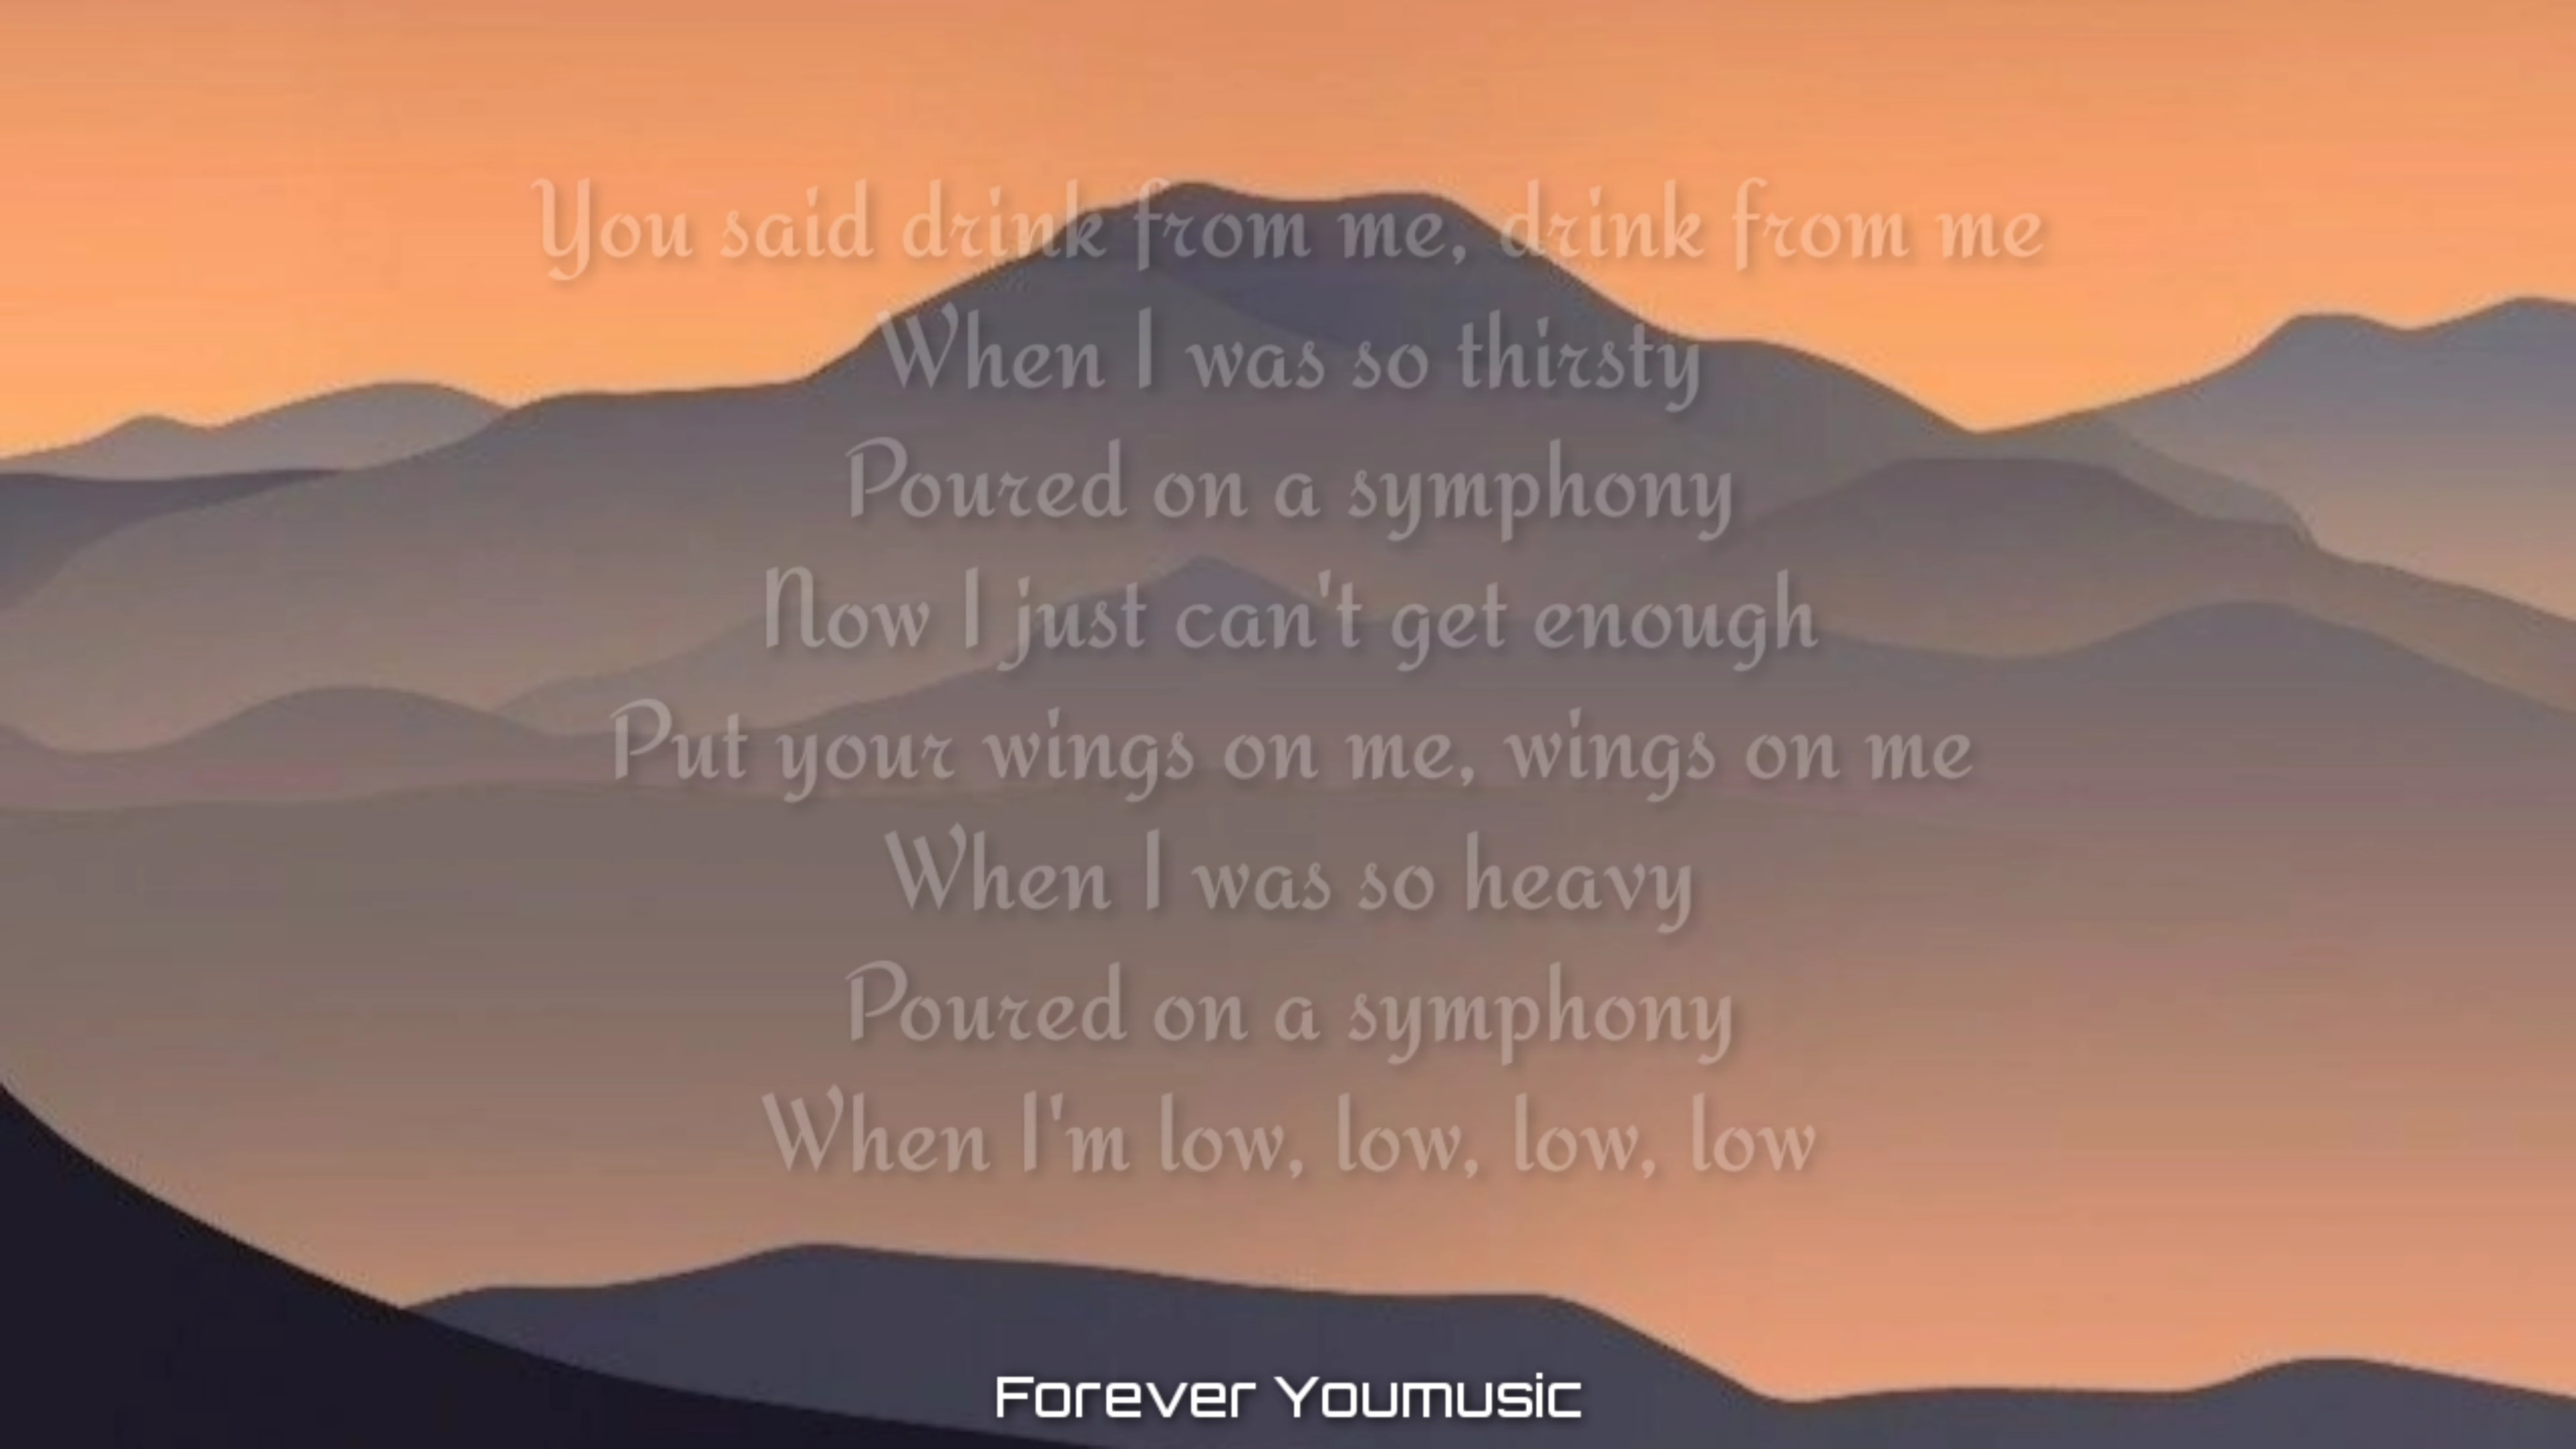 You said drink from me, drink from me
When I was so thirsty
Poured on a symphony
Now I just can't get enough
Put your wings on me, wings on me
When I was so heavy
Poured on a symphony
When I'm low, low, low, low
Forever Youmusic